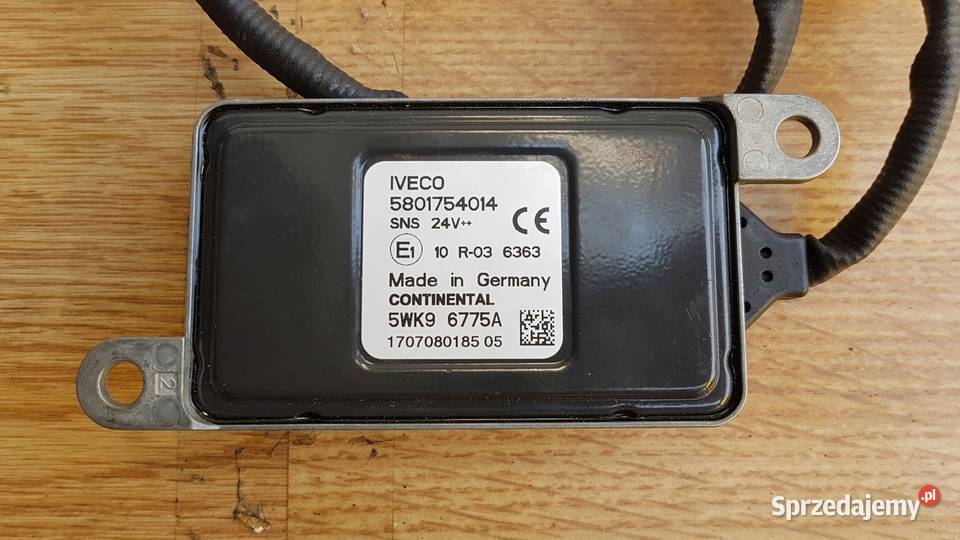 IVECO
5801754014
SNS 24V++
CE
E1 10 R-03 6363
Made in Germany
CONTINENTAL
5WK9 6775A
1707080185 05
2
Sprzedajemy.pl